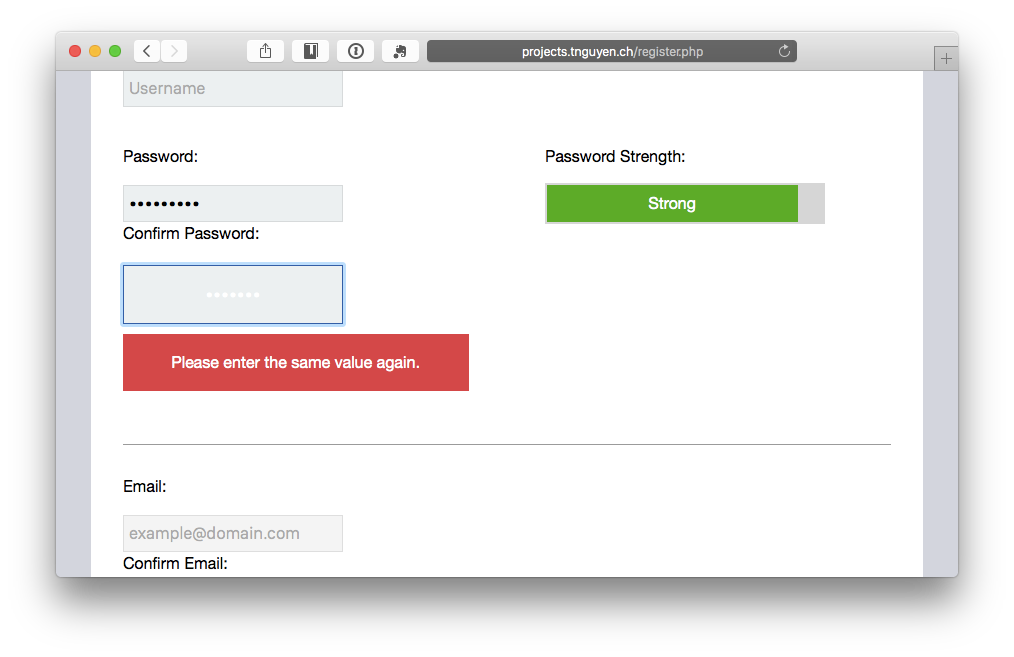 projects.tnguyen.ch/register.php
Username
Password:
Password Strength:
•••••••••
Strong
Confirm Password:
•••••••
Please enter the same value again.
Email:
example@domain.com
Confirm Email: